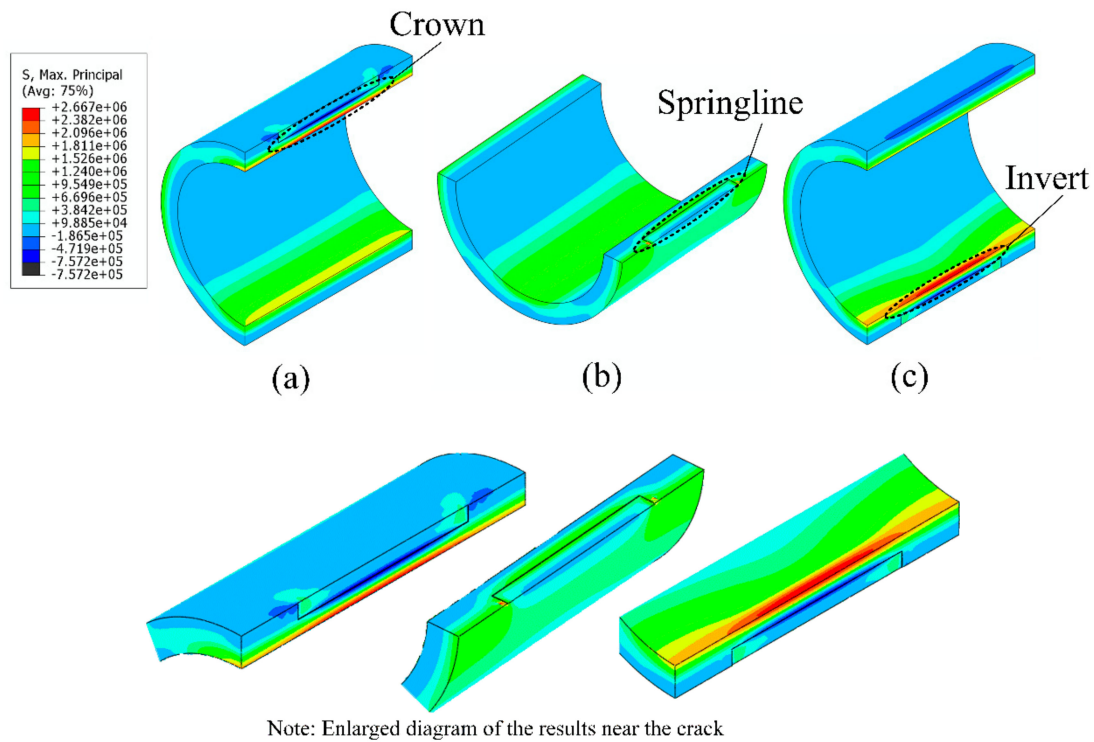 Crown
S, Max. Principal
(Avg: 75%)
+2.667e+06
+2.382e+06
+2.096e+06
+1.811e+06
+1.526e+06
+1.240e+06
+9.549e+05
+6.696e+05
+3.842e+05
+9.885e+04
-1.865e+05
-4.719e+05
-7.572e+05
-7.572e+05
Springline
Invert
(a)
(b)
(c)
Note: Enlarged diagram of the results near the crack